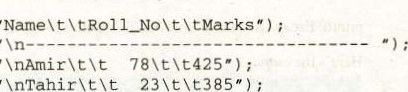 "Name\t\tRoll_No\t\tMarks");
"\n----------------------------------- ");
"\nAmir\t\t  78\t\t425");
"\nTahir\t\t  23\t\t385");